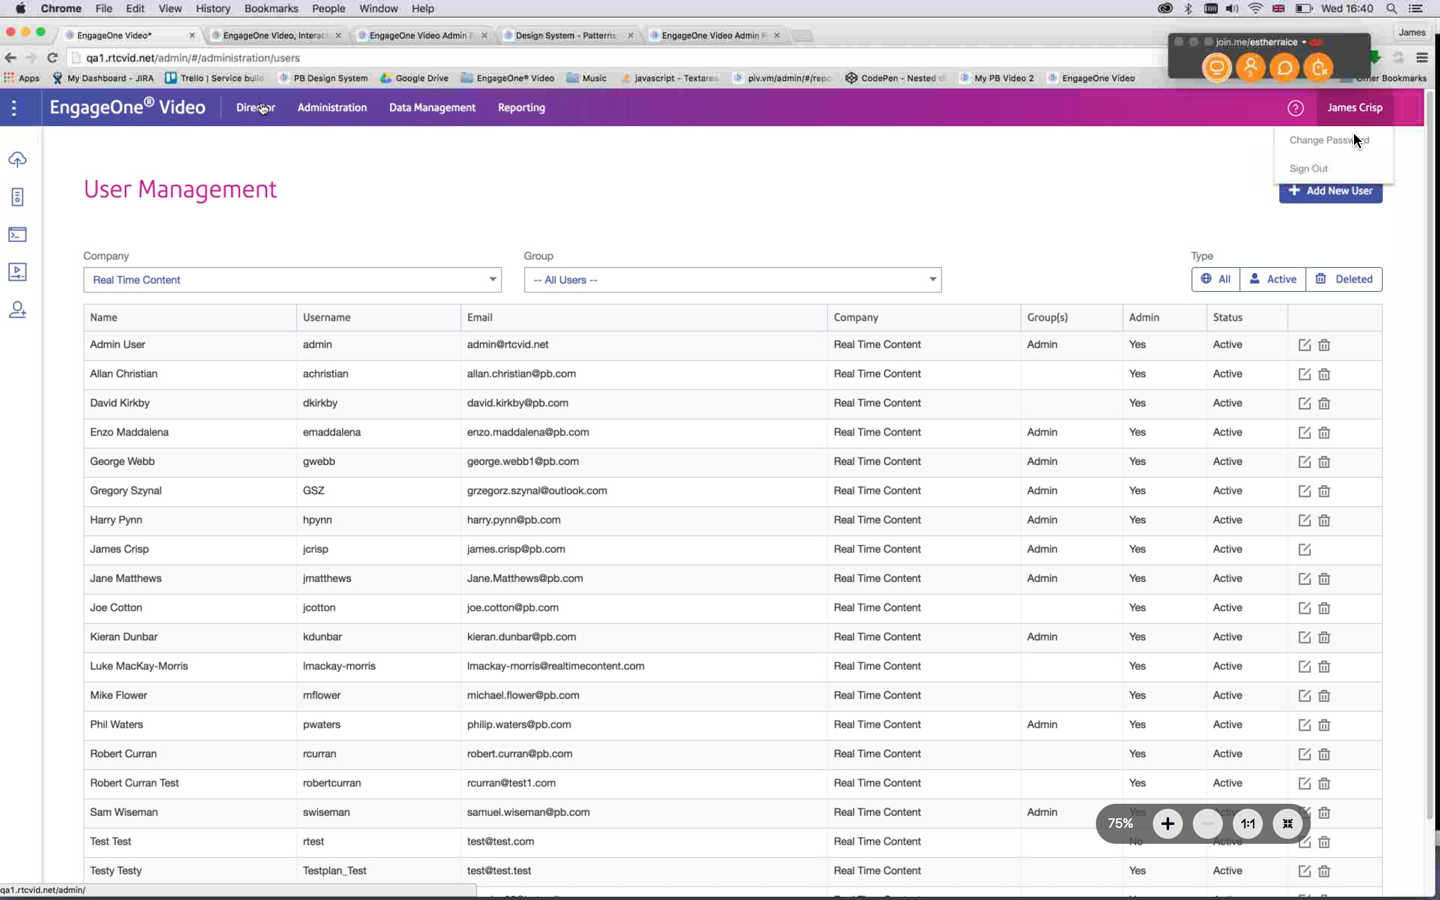 Chrome File Edit View History Bookmarks People Window Help Wed 16:40
EngageOne Video* EngageOne Video, Interac EngageOne Video Admin Design System - Patterns EngageOne Video Admin James
join.me/estherraice
qa1.rtcvid.net/admin/#/administration/users
Apps My Dashboard - JIRA Trello | Service PB Design System Google Drive EngageOne® Video Music javascript - Textarea piv.vm/admin/#/repo CodePen - Nested My PB Video 2 EngageOne Video Other Bookmarks
EngageOne® Video Director Administration Data Management Reporting ? James Crisp
Change Password
Sign Out
User Management
+ Add New User
Company Group Type
Real Time Content -- All Users -- All Active Deleted
Name Username Email Company Group(s) Admin Status
Admin User admin admin@rtcvid.net Real Time Content Admin Yes Active
Allan Christian achristian allan.christian@pb.com Real Time Content Yes Active
David Kirkby dkirkby david.kirkby@pb.com Real Time Content Yes Active
Enzo Maddalena emaddalena enzo.maddalena@pb.com Real Time Content Admin Yes Active
George Webb gwebb george.webb1@pb.com Real Time Content Admin Yes Active
Gregory Szynal GSZ grzegorz.szynal@outlook.com Real Time Content Admin Yes Active
Harry Pynn hpynn harry.pynn@pb.com Real Time Content Admin Yes Active
James Crisp jcrisp james.crisp@pb.com Real Time Content Admin Yes Active
Jane Matthews jmatthews Jane.Matthews@pb.com Real Time Content Admin Yes Active
Joe Cotton jcotton joe.cotton@pb.com Real Time Content Yes Active
Kieran Dunbar kdunbar kieran.dunbar@pb.com Real Time Content Admin Yes Active
Luke MacKay-Morris lmackay-morris lmackay-morris@realtimecontent.com Real Time Content Yes Active
Mike Flower mflower michael.flower@pb.com Real Time Content Yes Active
Phil Waters pwaters philip.waters@pb.com Real Time Content Admin Yes Active
Robert Curran rcurran robert.curran@pb.com Real Time Content Yes Active
Robert Curran Test robertcurran rcurran@test1.com Real Time Content Yes Active
Sam Wiseman swiseman samuel.wiseman@pb.com Real Time Content Admin Yes Active
75% 1:1
Test Test rtest test@test.com Real Time Content No Active
Testy Testy Testplan_Test test@test.test Real Time Content Yes Active
qa1.rtcvid.net/admin/